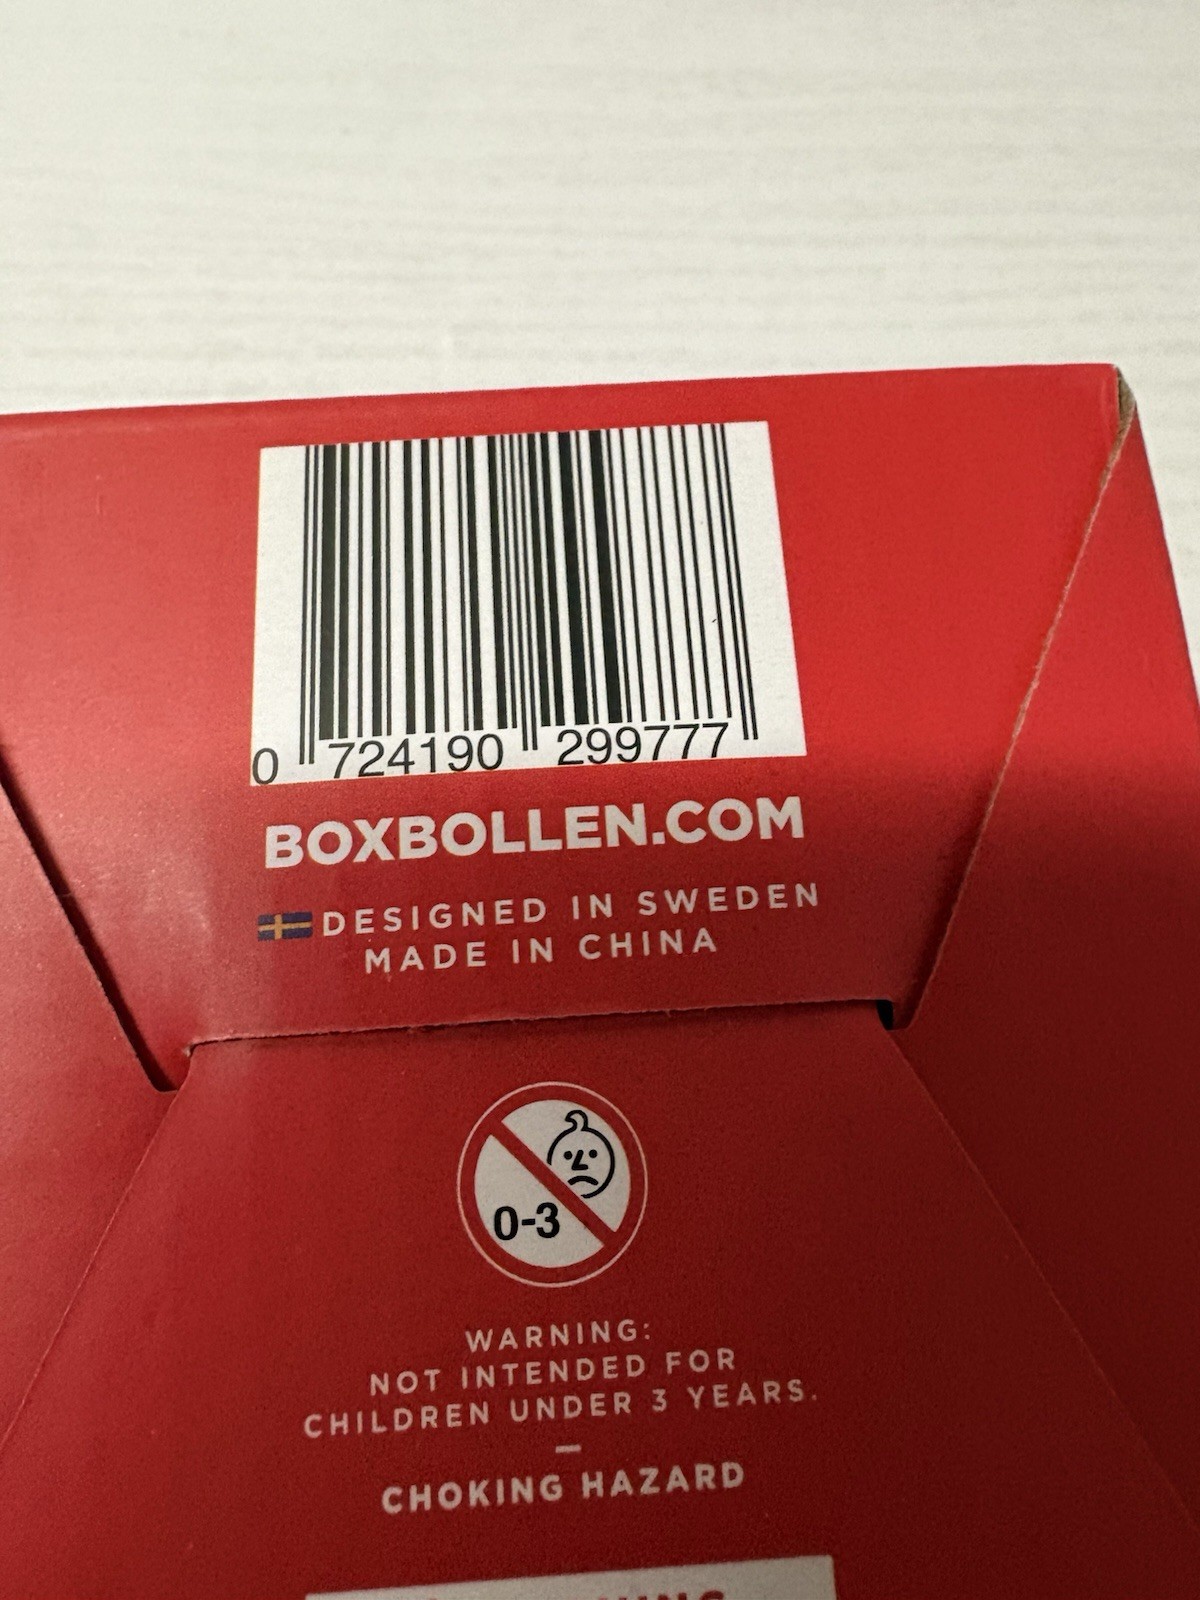 0 724190 299777
BOXBOLLEN.COM
DESIGNED IN SWEDEN
MADE IN CHINA
0-3
WARNING:
NOT INTENDED FOR
CHILDREN UNDER 3 YEARS.
–
CHOKING HAZARD